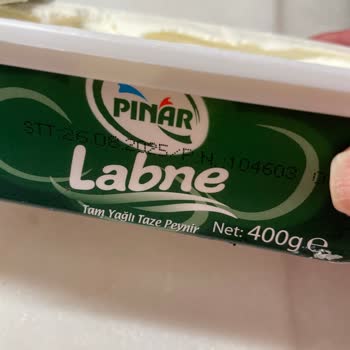 PINAR
STT:26.08.2025 P.N. 104603
Labne
Tam Yağlı Taze Peynir
Net: 400g ℮